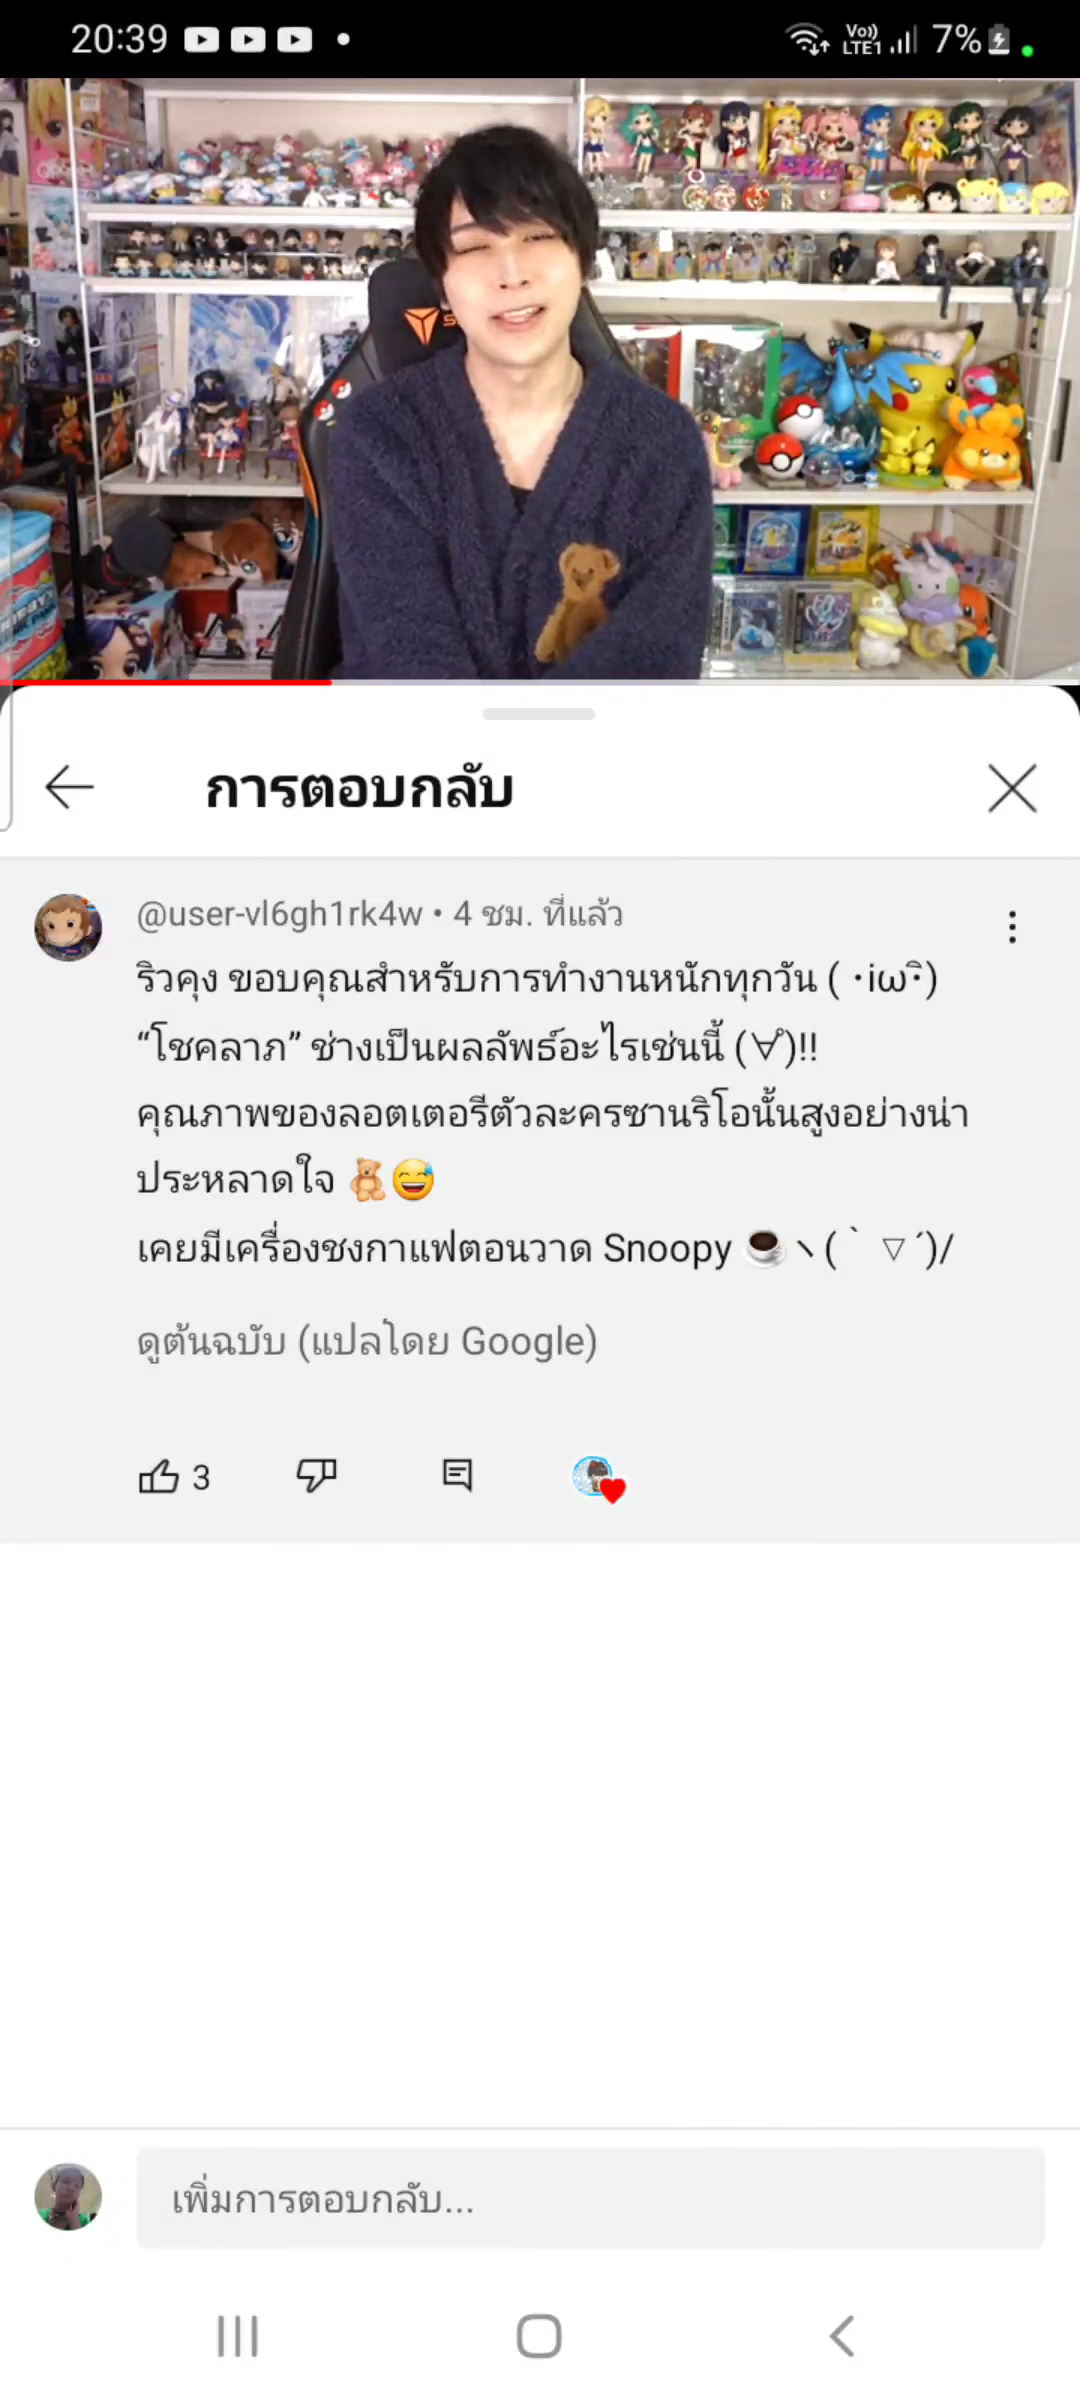 20:39
Vo)) LTE1 7%
การตอบกลับ
@user-vl6gh1rk4w • 4 ชม. ที่แล้ว
ริวคุง ขอบคุณสำหรับการทำงานหนักทุกวัน ( ･iω･ิ)
“โชคลาภ” ช่างเป็นผลลัพธ์อะไรเช่นนี้ (∀ ̊)!!
คุณภาพของลอตเตอรีตัวละครซานริโอนั้นสูงอย่างน่า
ประหลาดใจ 🧸😅
เคยมีเครื่องชงกาแฟตอนวาด Snoopy ☕ヽ(｀ ▽ ´)/
ดูต้นฉบับ (แปลโดย Google)
3
เพิ่มการตอบกลับ...